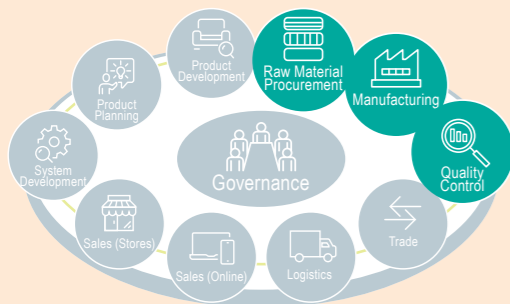 Product
Development
Raw Material
Procurement
Manufacturing
Quality
Control
Trade
Logistics
Sales (Online)
Sales (Stores)
System
Development
Product
Planning
Governance